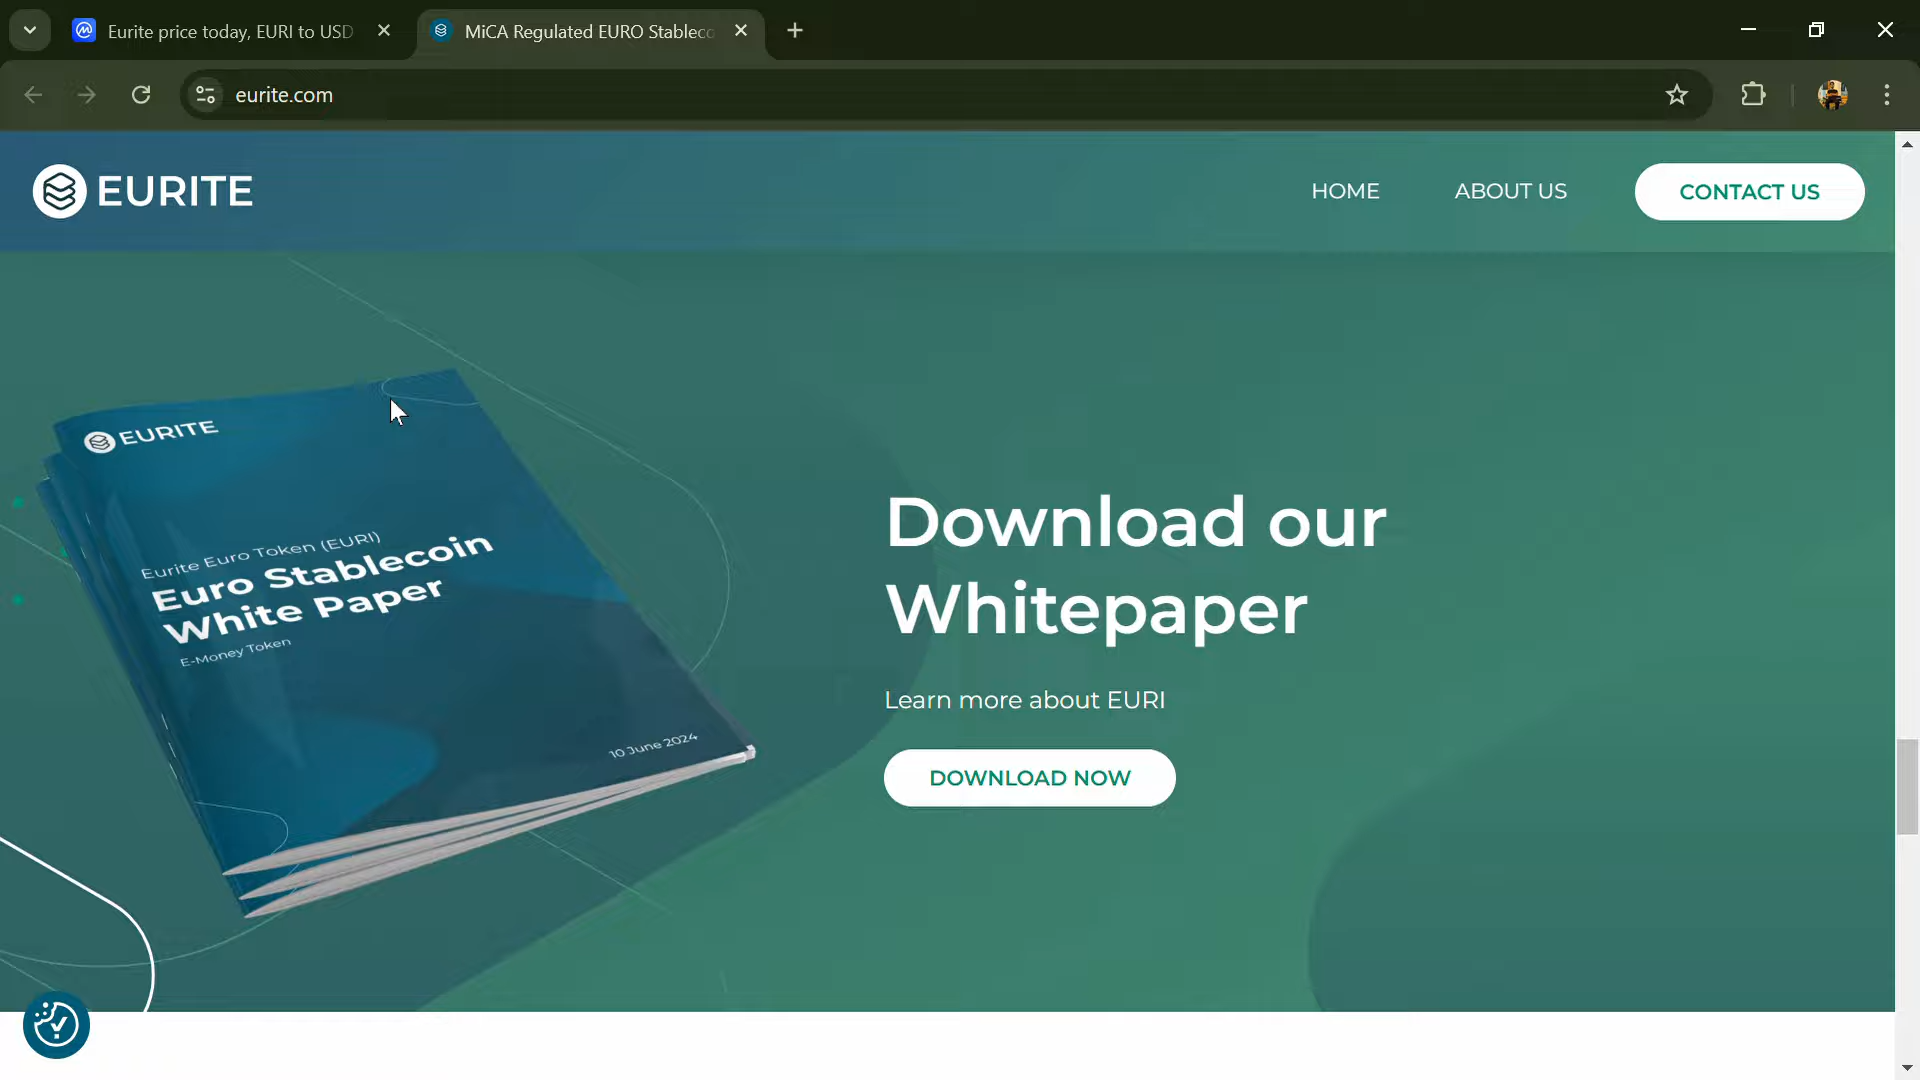 Eurite price today, EURI to USD
MiCA Regulated EURO Stableco
eurite.com
EURITE
HOME
ABOUT US
CONTACT US
EURITE
Eurite Euro Token (EURI)
Euro Stablecoin
White Paper
E-Money Token
10 June 2024
Download our
Whitepaper
Learn more about EURI
DOWNLOAD NOW